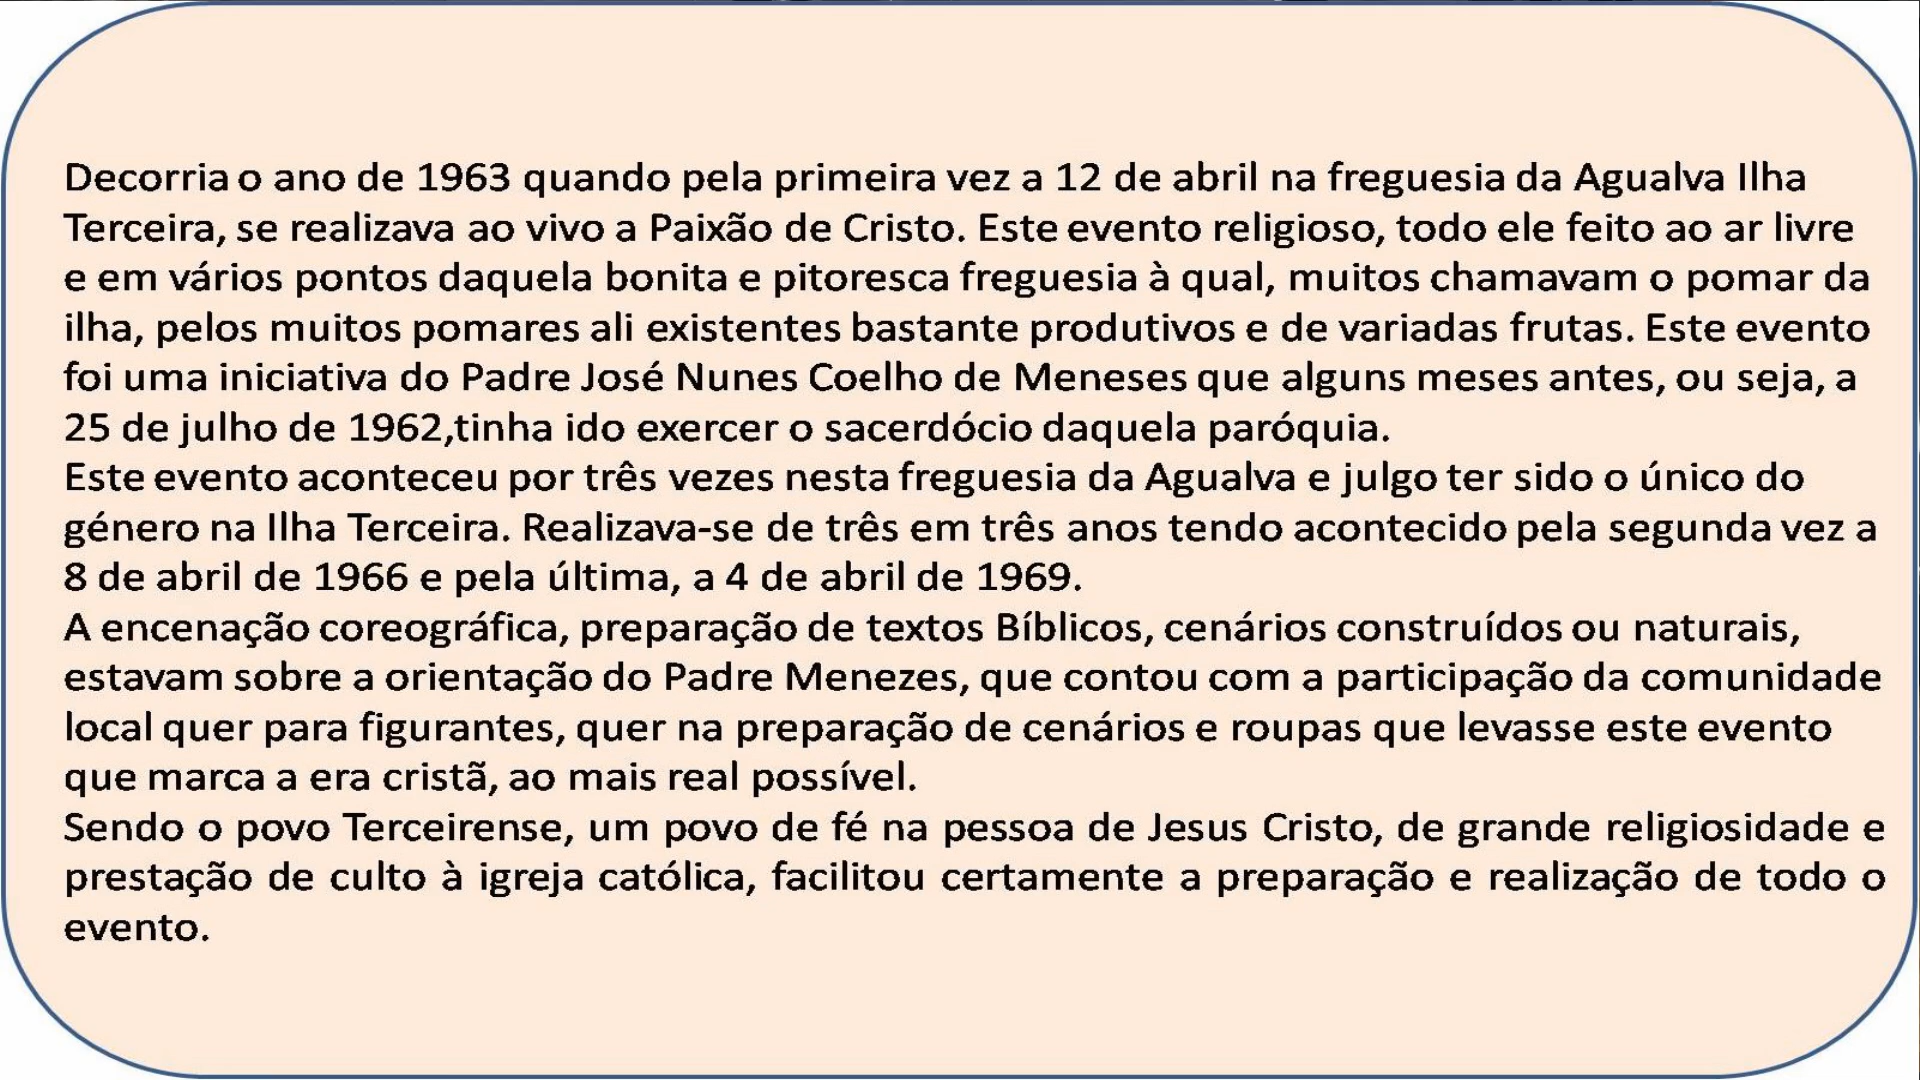 Decorria o ano de 1963 quando pela primeira vez a 12 de abril na freguesia da Agualva Ilha
Terceira, se realizava ao vivo a Paixão de Cristo. Este evento religioso, todo ele feito ao ar livre
e em vários pontos daquela bonita e pitoresca freguesia à qual, muitos chamavam o pomar da
ilha, pelos muitos pomares ali existentes bastante produtivos e de variadas frutas. Este evento
foi uma iniciativa do Padre José Nunes Coelho de Meneses que alguns meses antes, ou seja, a
25 de julho de 1962,tinha ido exercer o sacerdócio daquela paróquia.
Este evento aconteceu por três vezes nesta freguesia da Agualva e julgo ter sido o único do
género na Ilha Terceira. Realizava-se de três em três anos tendo acontecido pela segunda vez a
8 de abril de 1966 e pela última, a 4 de abril de 1969.
A encenação coreográfica, preparação de textos Bíblicos, cenários construídos ou naturais,
estavam sobre a orientação do Padre Menezes, que contou com a participação da comunidade
local quer para figurantes, quer na preparação de cenários e roupas que levasse este evento
que marca a era cristã, ao mais real possível.
Sendo o povo Terceirense, um povo de fé na pessoa de Jesus Cristo, de grande religiosidade e
prestação de culto à igreja católica, facilitou certamente a preparação e realização de todo o
evento.